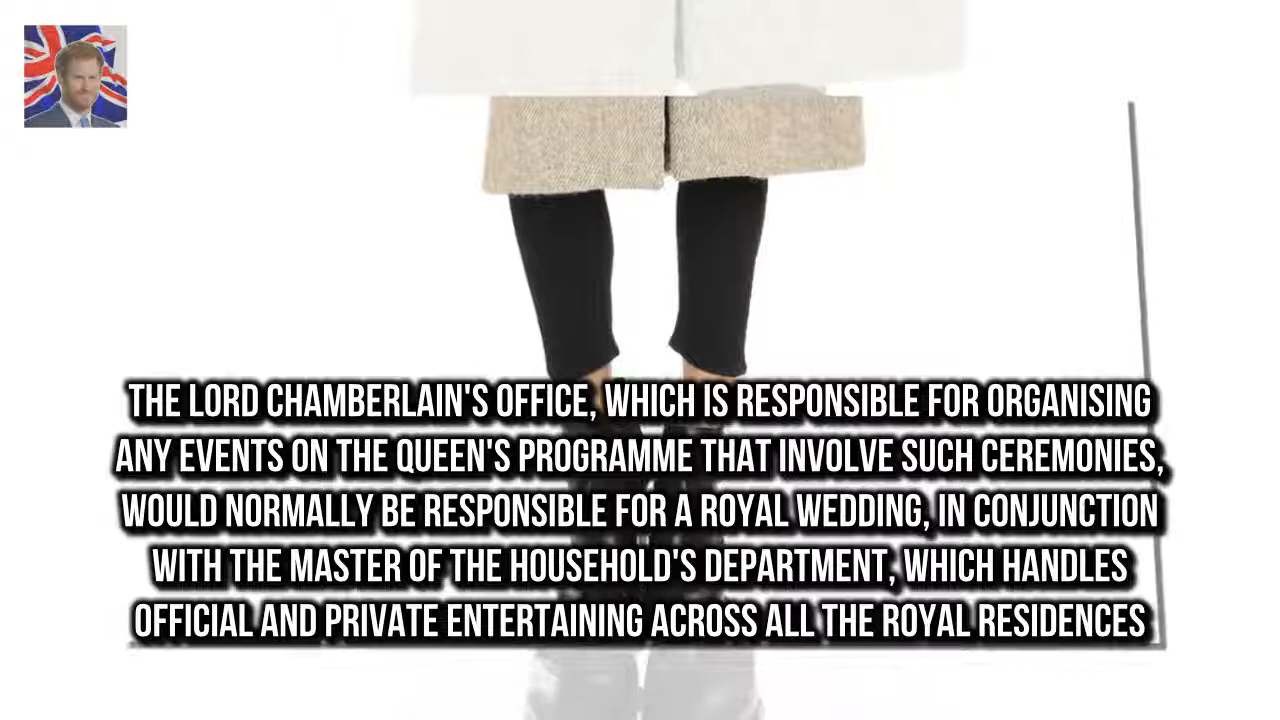 THE LORD CHAMBERLAIN'S OFFICE, WHICH IS RESPONSIBLE FOR ORGANISING
ANY EVENTS ON THE QUEEN'S PROGRAMME THAT INVOLVE SUCH CEREMONIES,
WOULD NORMALLY BE RESPONSIBLE FOR A ROYAL WEDDING, IN CONJUNCTION
WITH THE MASTER OF THE HOUSEHOLD'S DEPARTMENT, WHICH HANDLES
OFFICIAL AND PRIVATE ENTERTAINING ACROSS ALL THE ROYAL RESIDENCES